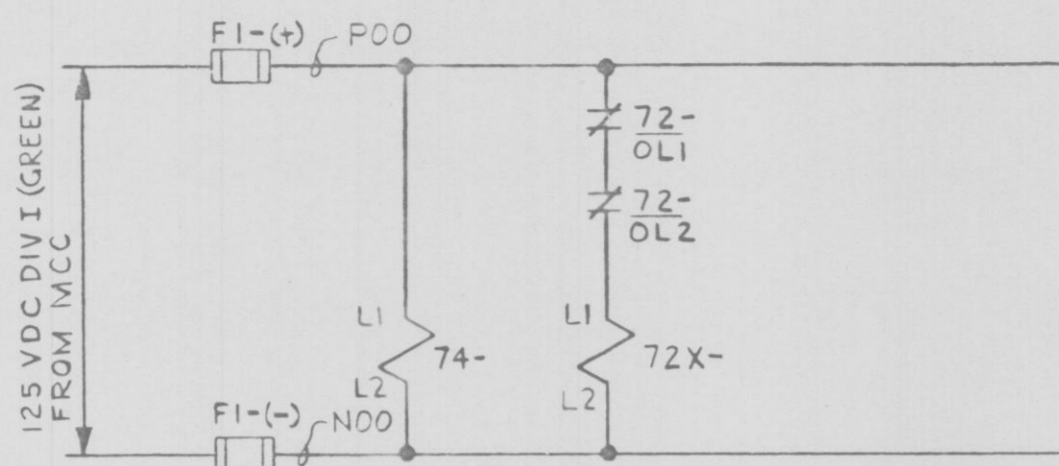 F1-(+)
P00
125 VDC DIV I (GREEN)
FROM MCC
72-
OL1
72-
OL2
L1
74-
L2
L1
72X-
L2
F1-(-)
N00